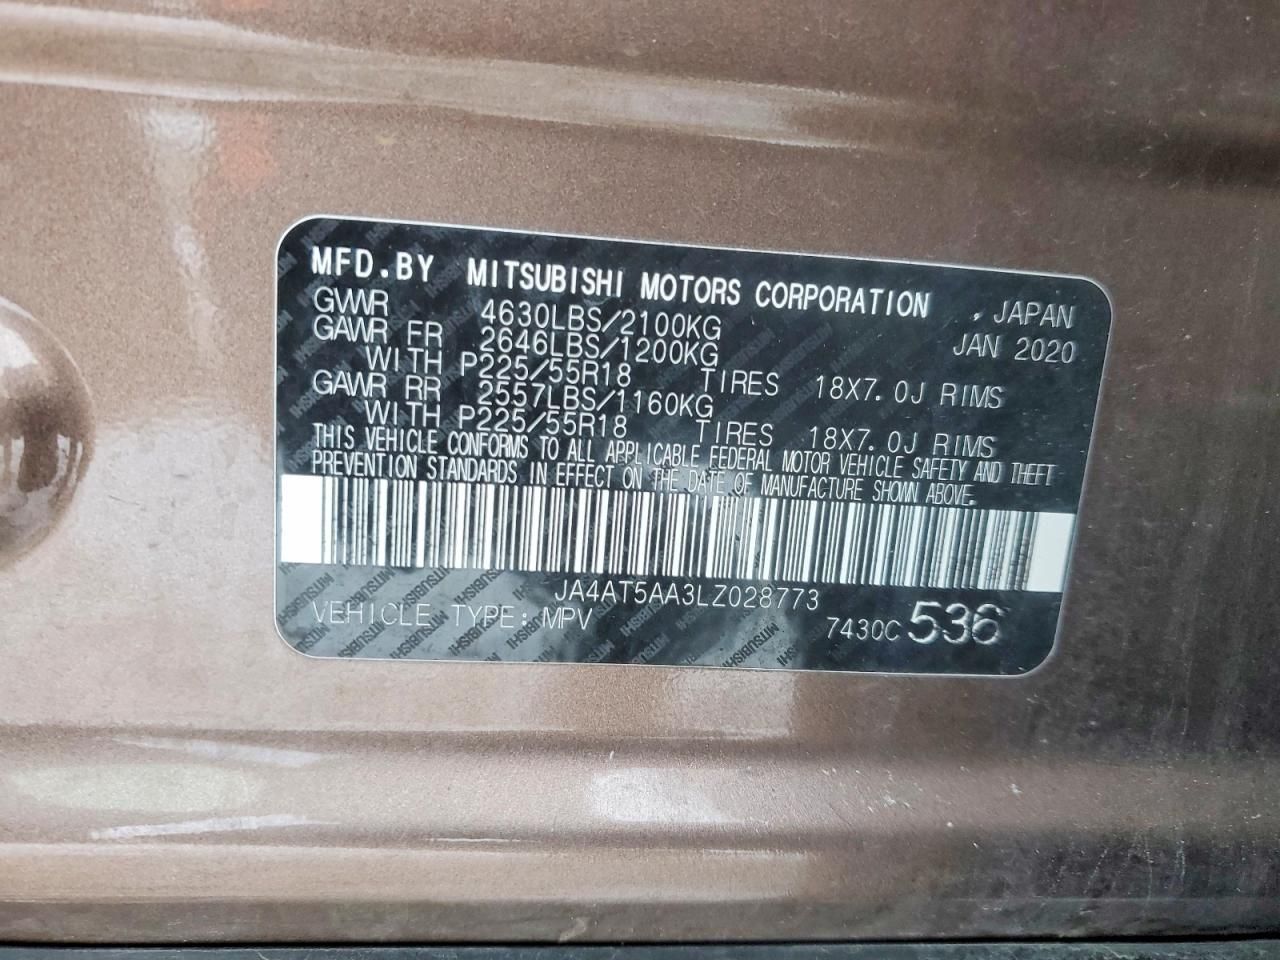 MFD.BY MITSUBISHI MOTORS CORPORATION , JAPAN
GVWR 4630LBS/2100KG JAN 2020
GAWR FR 2646LBS/1200KG
WITH P225/55R18 TIRES 18X7.0J RIMS
GAWR RR 2557LBS/1160KG
WITH P225/55R18 TIRES 18X7.0J RIMS
THIS VEHICLE CONFORMS TO ALL APPLICABLE FEDERAL MOTOR VEHICLE SAFETY AND THEFT
PREVENTION STANDARDS IN EFFECT ON THE DATE OF MANUFACTURE SHOWN ABOVE.
JA4AT5AA3LZ028773
VEHICLE TYPE: MPV 7430C 536